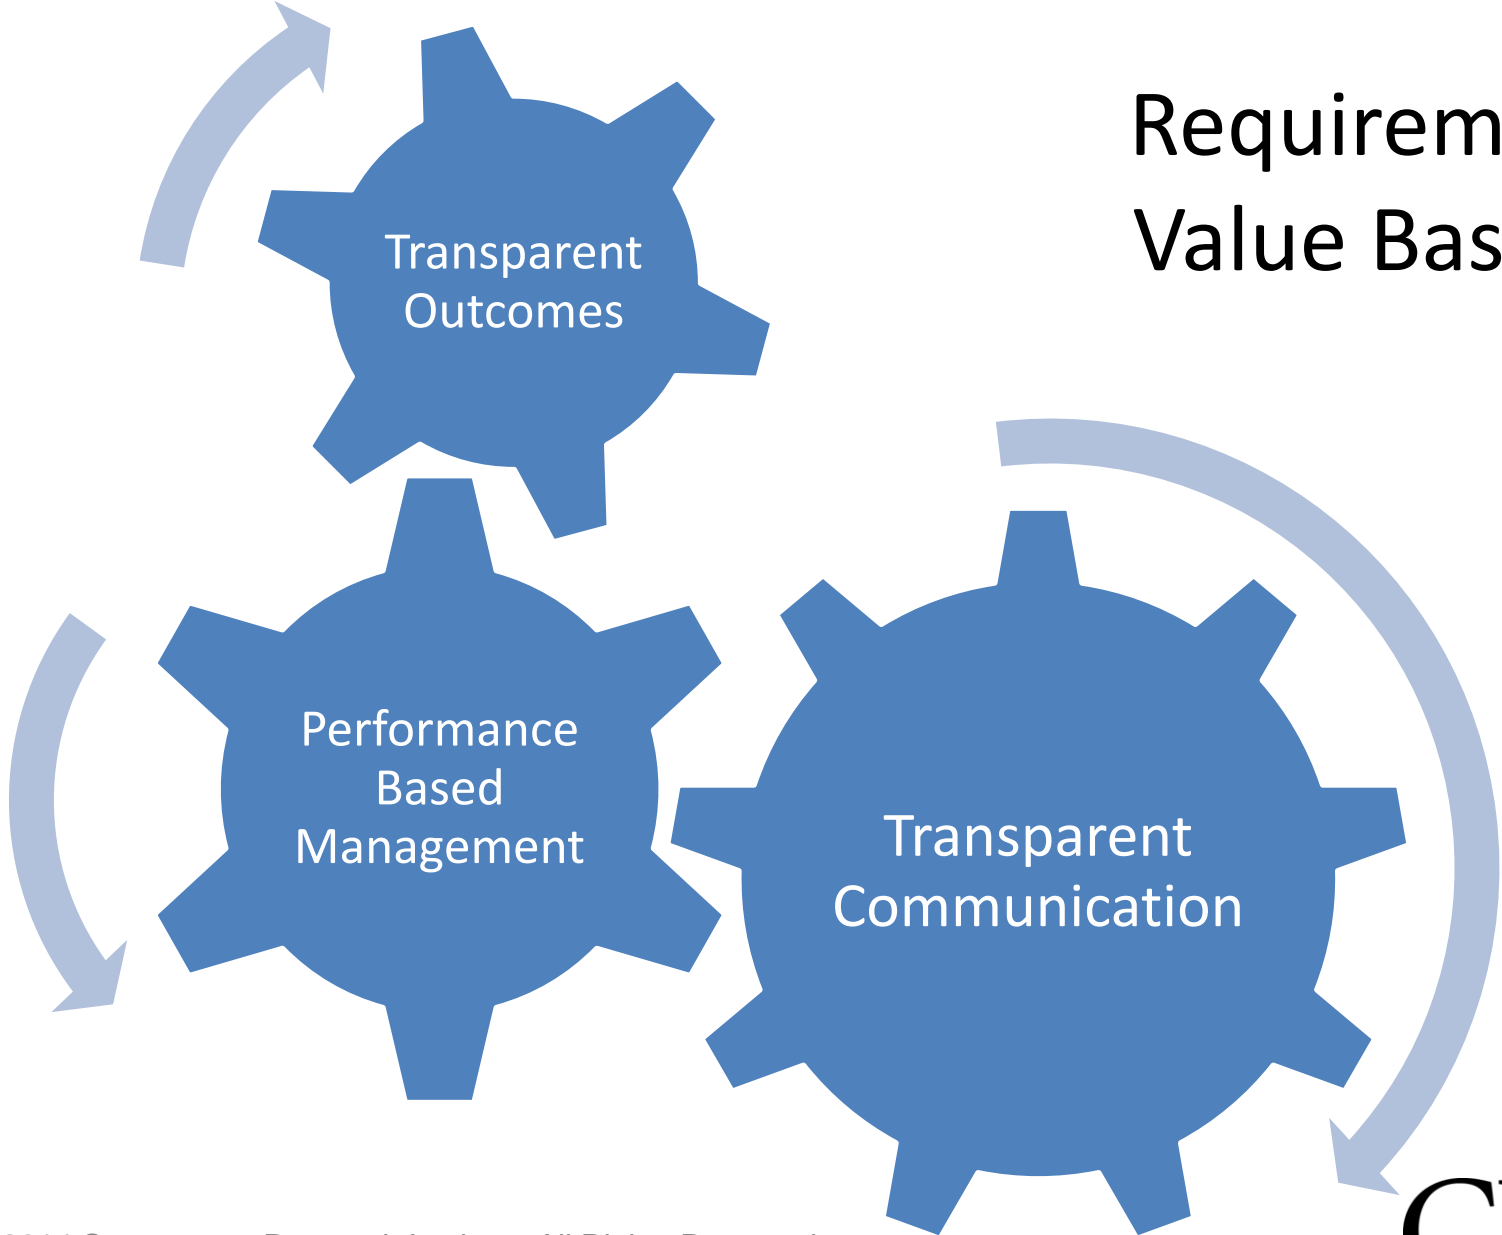 Requirem
Value Bas
Transparent
Outcomes
Performance
Based
Management
Transparent
Communication